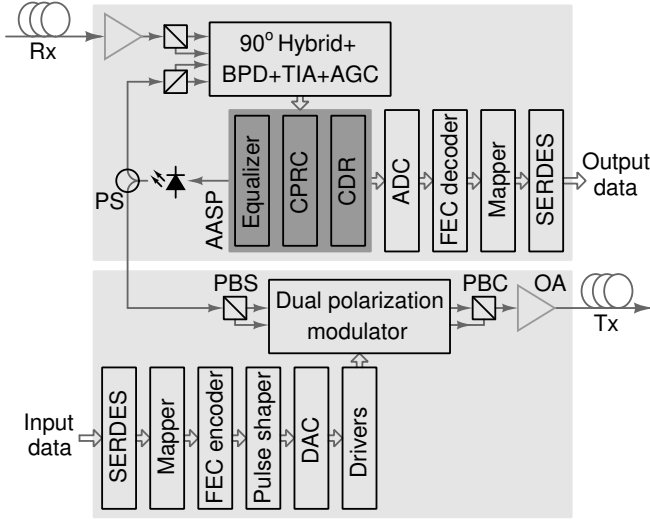 Rx
90° Hybrid+
BPD+TIA+AGC
PS
AASP
Equalizer
CPRC
CDR
ADC
FEC decoder
Mapper
SERDES
Output
data
PBS
Dual polarization
modulator
PBC
OA
Tx
Input
data
SERDES
Mapper
FEC encoder
Pulse shaper
DAC
Drivers